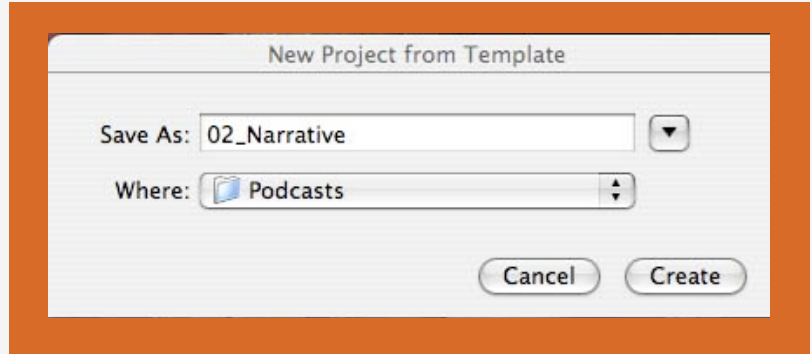 New Project from Template
Save As: 02_Narrative
Where: Podcasts
Cancel Create